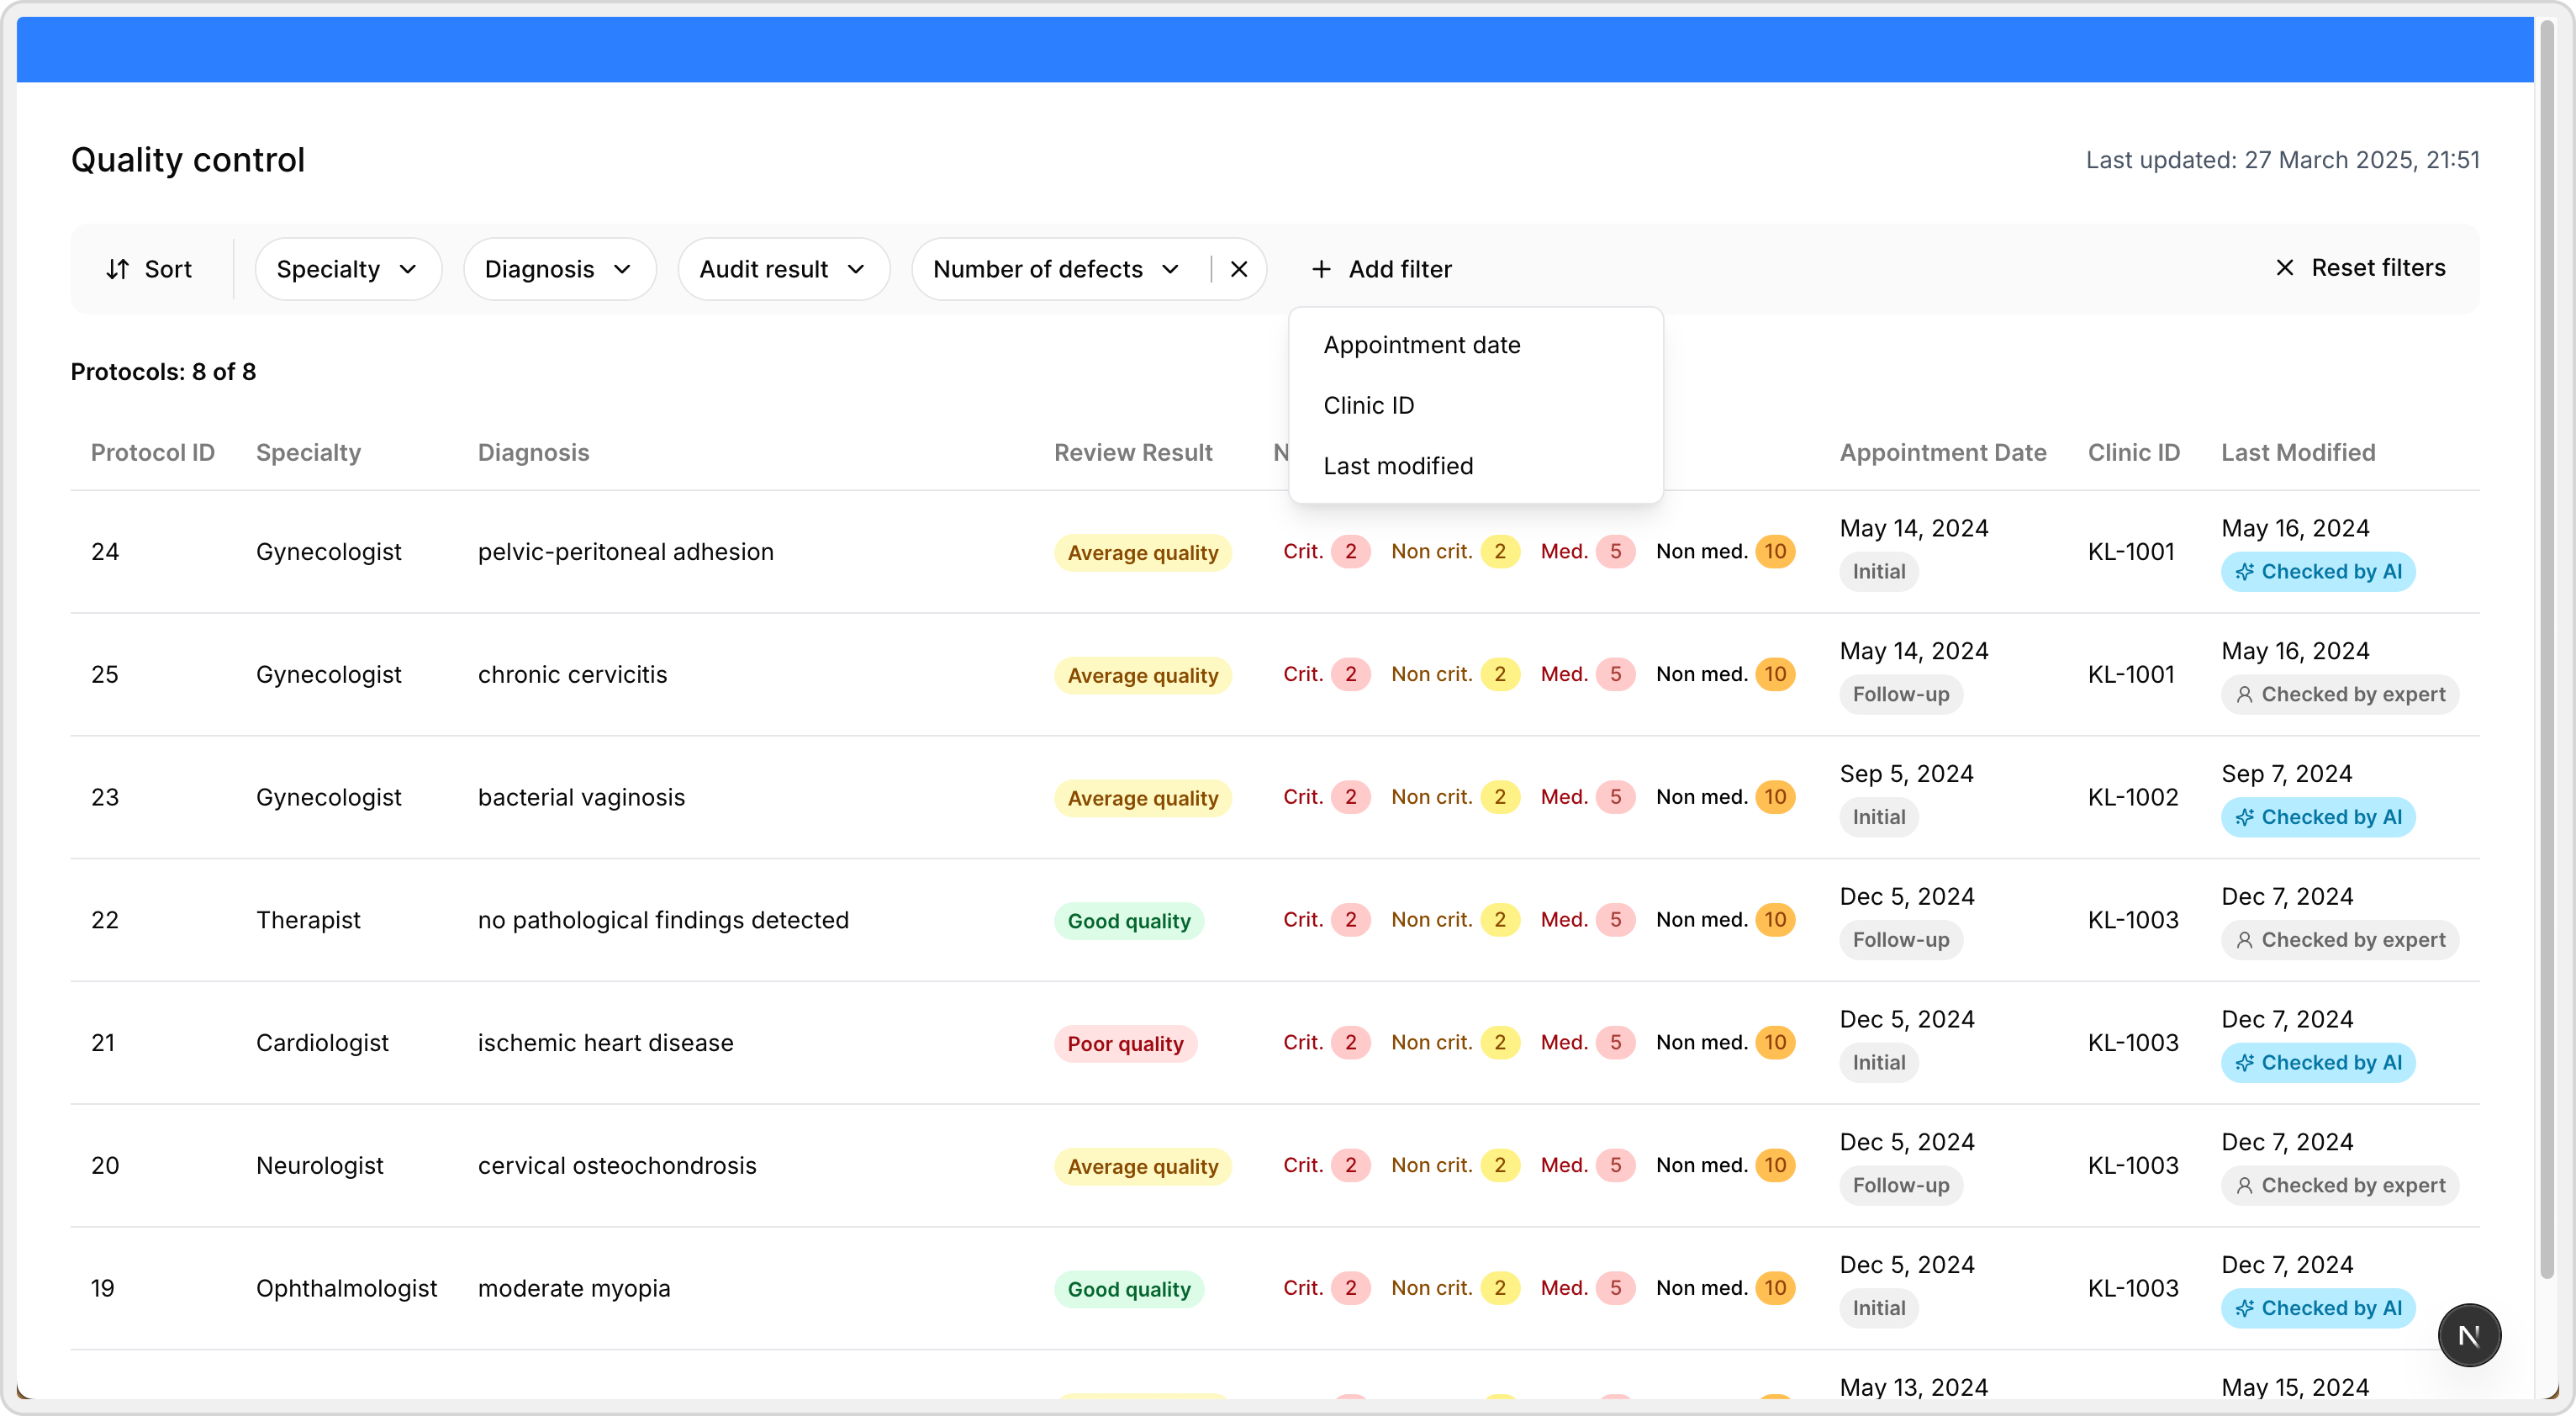 Quality control
Last updated: 27 March 2025, 21:51
Sort
Specialty
Diagnosis
Audit result
Number of defects
Add filter
Reset filters
Appointment date
Clinic ID
Last modified
Protocols: 8 of 8
Protocol ID Specialty Diagnosis Review Result N Appointment Date Clinic ID Last Modified
24 Gynecologist pelvic-peritoneal adhesion Average quality Crit. 2 Non crit. 2 Med. 5 Non med. 10 May 14, 2024 Initial KL-1001 May 16, 2024 Checked by AI
25 Gynecologist chronic cervicitis Average quality Crit. 2 Non crit. 2 Med. 5 Non med. 10 May 14, 2024 Follow-up KL-1001 May 16, 2024 Checked by expert
23 Gynecologist bacterial vaginosis Average quality Crit. 2 Non crit. 2 Med. 5 Non med. 10 Sep 5, 2024 Initial KL-1002 Sep 7, 2024 Checked by AI
22 Therapist no pathological findings detected Good quality Crit. 2 Non crit. 2 Med. 5 Non med. 10 Dec 5, 2024 Follow-up KL-1003 Dec 7, 2024 Checked by expert
21 Cardiologist ischemic heart disease Poor quality Crit. 2 Non crit. 2 Med. 5 Non med. 10 Dec 5, 2024 Initial KL-1003 Dec 7, 2024 Checked by AI
20 Neurologist cervical osteochondrosis Average quality Crit. 2 Non crit. 2 Med. 5 Non med. 10 Dec 5, 2024 Follow-up KL-1003 Dec 7, 2024 Checked by expert
19 Ophthalmologist moderate myopia Good quality Crit. 2 Non crit. 2 Med. 5 Non med. 10 Dec 5, 2024 Initial KL-1003 Dec 7, 2024 Checked by AI
N
May 13, 2024 May 15, 2024